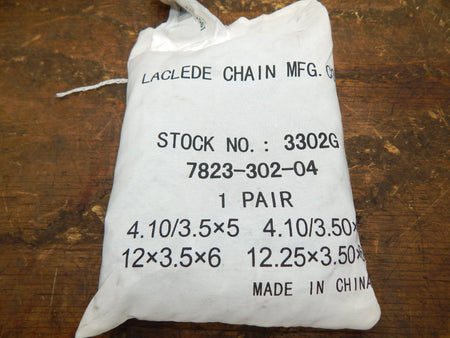 LACLEDE CHAIN MFG. Co
STOCK NO.: 3302G
7823-302-04
1 PAIR
4.10/3.5×5 4.10/3.50×
12×3.5×6 12.25×3.50×
MADE IN CHINA